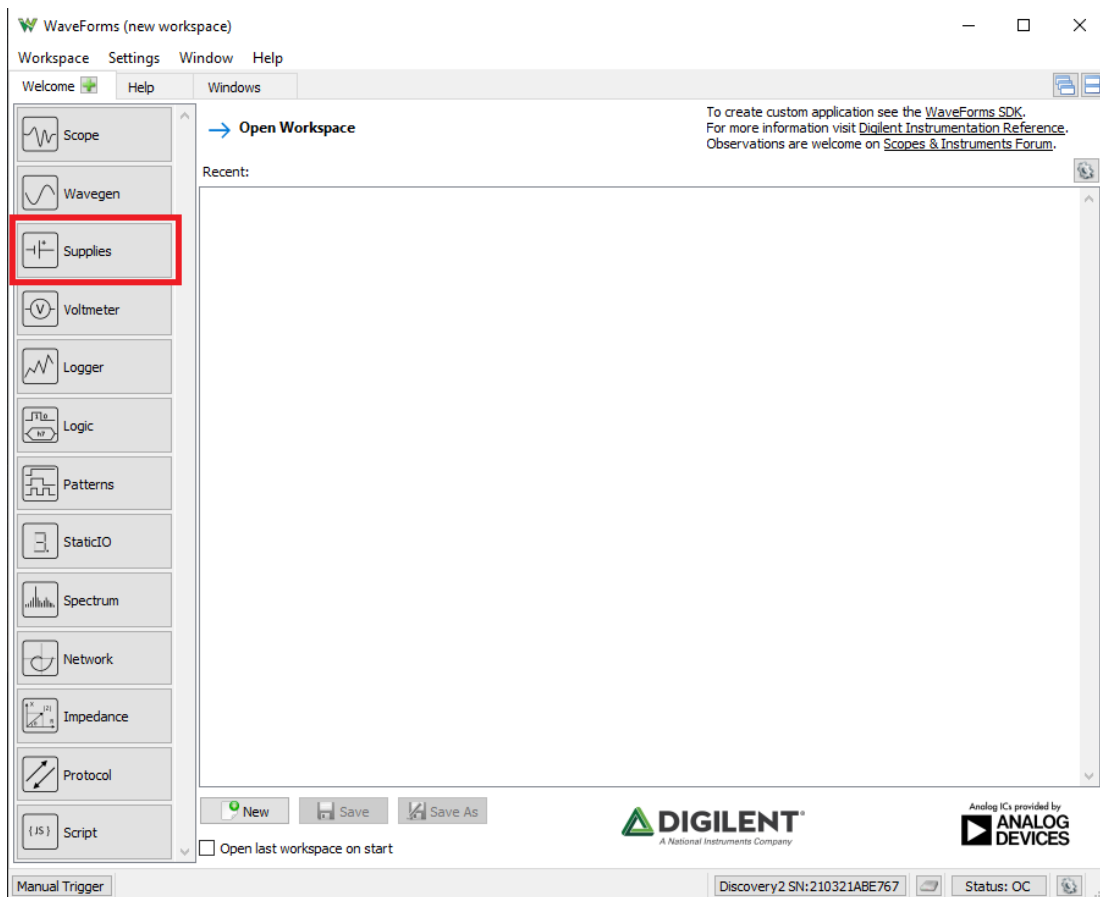 WaveForms (new workspace)
Workspace Settings Window Help
Welcome Help Windows
Scope
Wavegen
Supplies
Voltmeter
Logger
Logic
Patterns
StaticIO
Spectrum
Network
Impedance
Protocol
{JS} Script
Open Workspace
To create custom application see the WaveForms SDK.
For more information visit Digilent Instrumentation Reference.
Observations are welcome on Scopes & Instruments Forum.
Recent:
New Save Save As
Open last workspace on start
DIGILENT®
A National Instruments Company
Analog ICs provided by
ANALOG
DEVICES
Manual Trigger
Discovery2 SN:210321ABE767
Status: OC